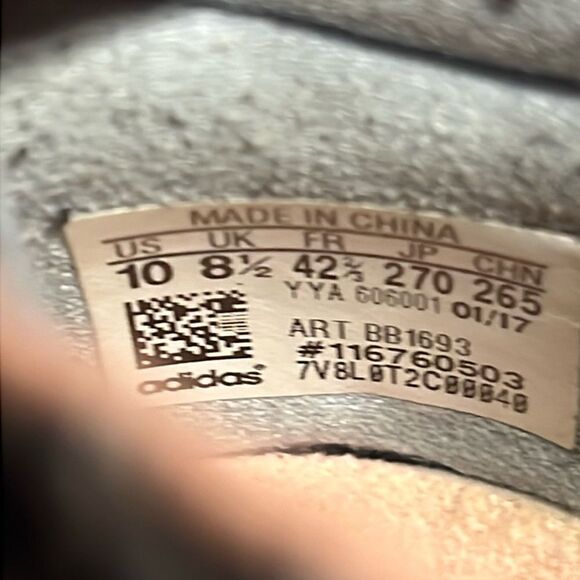 MADE IN CHINA
US UK FR JP CHN
10 8½ 42⅔ 270 265
YYA 606001 01/17
ART BB1693
#116760503
7V8L0T2C00040
adidas®